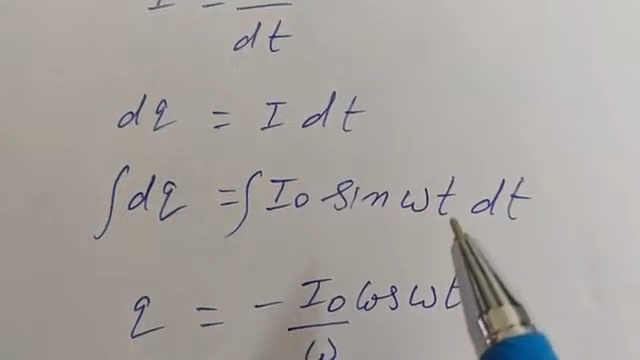 I = 
dt
dq = I dt
∫dq = ∫I₀ sin ωt dt
q = - I₀ cos ωt
ω